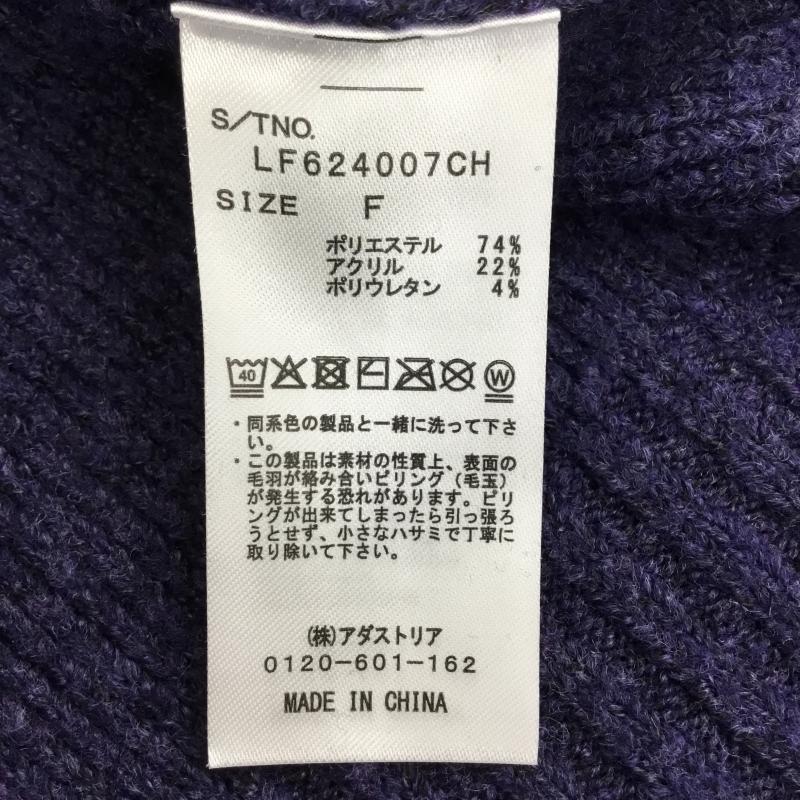 S/TNO.
LF624007CH
SIZE F
ポリエステル 74%
アクリル 22%
ポリウレタン 4%
40 W
・同系色の製品と一緒に洗って下さ
い。
・この製品は素材の性質上、表面の
毛羽が絡み合いピリング（毛玉）
が発生する恐れがあります。ピリ
ングが出来てしまったら引っ張ろ
うとせず、小さなハサミで丁寧に
取り除いて下さい。
(株)アダストリア
0120-601-162
MADE IN CHINA